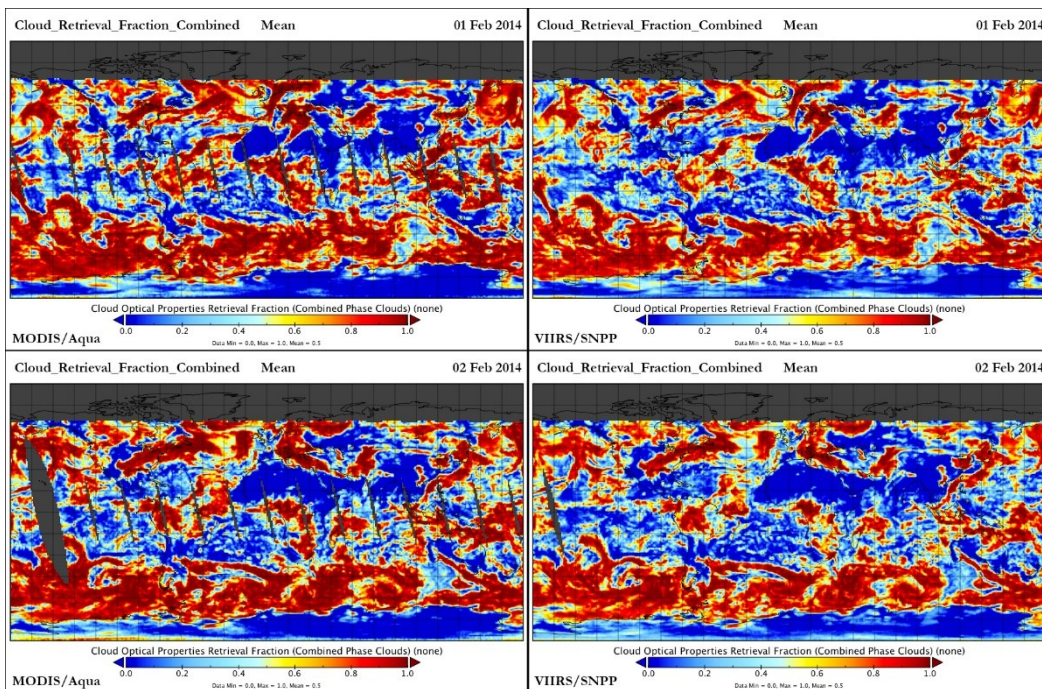 Cloud_Retrieval_Fraction_Combined Mean 01 Feb 2014
Cloud Optical Properties Retrieval Fraction (Combined Phase Clouds) (none)
0.0 0.2 0.4 0.6 0.8 1.0
MODIS/Aqua
Data Min = 0.0, Max = 1.0, Mean = 0.5
Cloud_Retrieval_Fraction_Combined Mean 01 Feb 2014
Cloud Optical Properties Retrieval Fraction (Combined Phase Clouds) (none)
0.0 0.2 0.4 0.6 0.8 1.0
VIIRS/SNPP
Data Min = 0.0, Max = 1.0, Mean = 0.5
Cloud_Retrieval_Fraction_Combined Mean 02 Feb 2014
Cloud Optical Properties Retrieval Fraction (Combined Phase Clouds) (none)
0.0 0.2 0.4 0.6 0.8 1.0
MODIS/Aqua
Data Min = 0.0, Max = 1.0, Mean = 0.5
Cloud_Retrieval_Fraction_Combined Mean 02 Feb 2014
Cloud Optical Properties Retrieval Fraction (Combined Phase Clouds) (none)
0.0 0.2 0.4 0.6 0.8 1.0
VIIRS/SNPP
Data Min = 0.0, Max = 1.0, Mean = 0.5